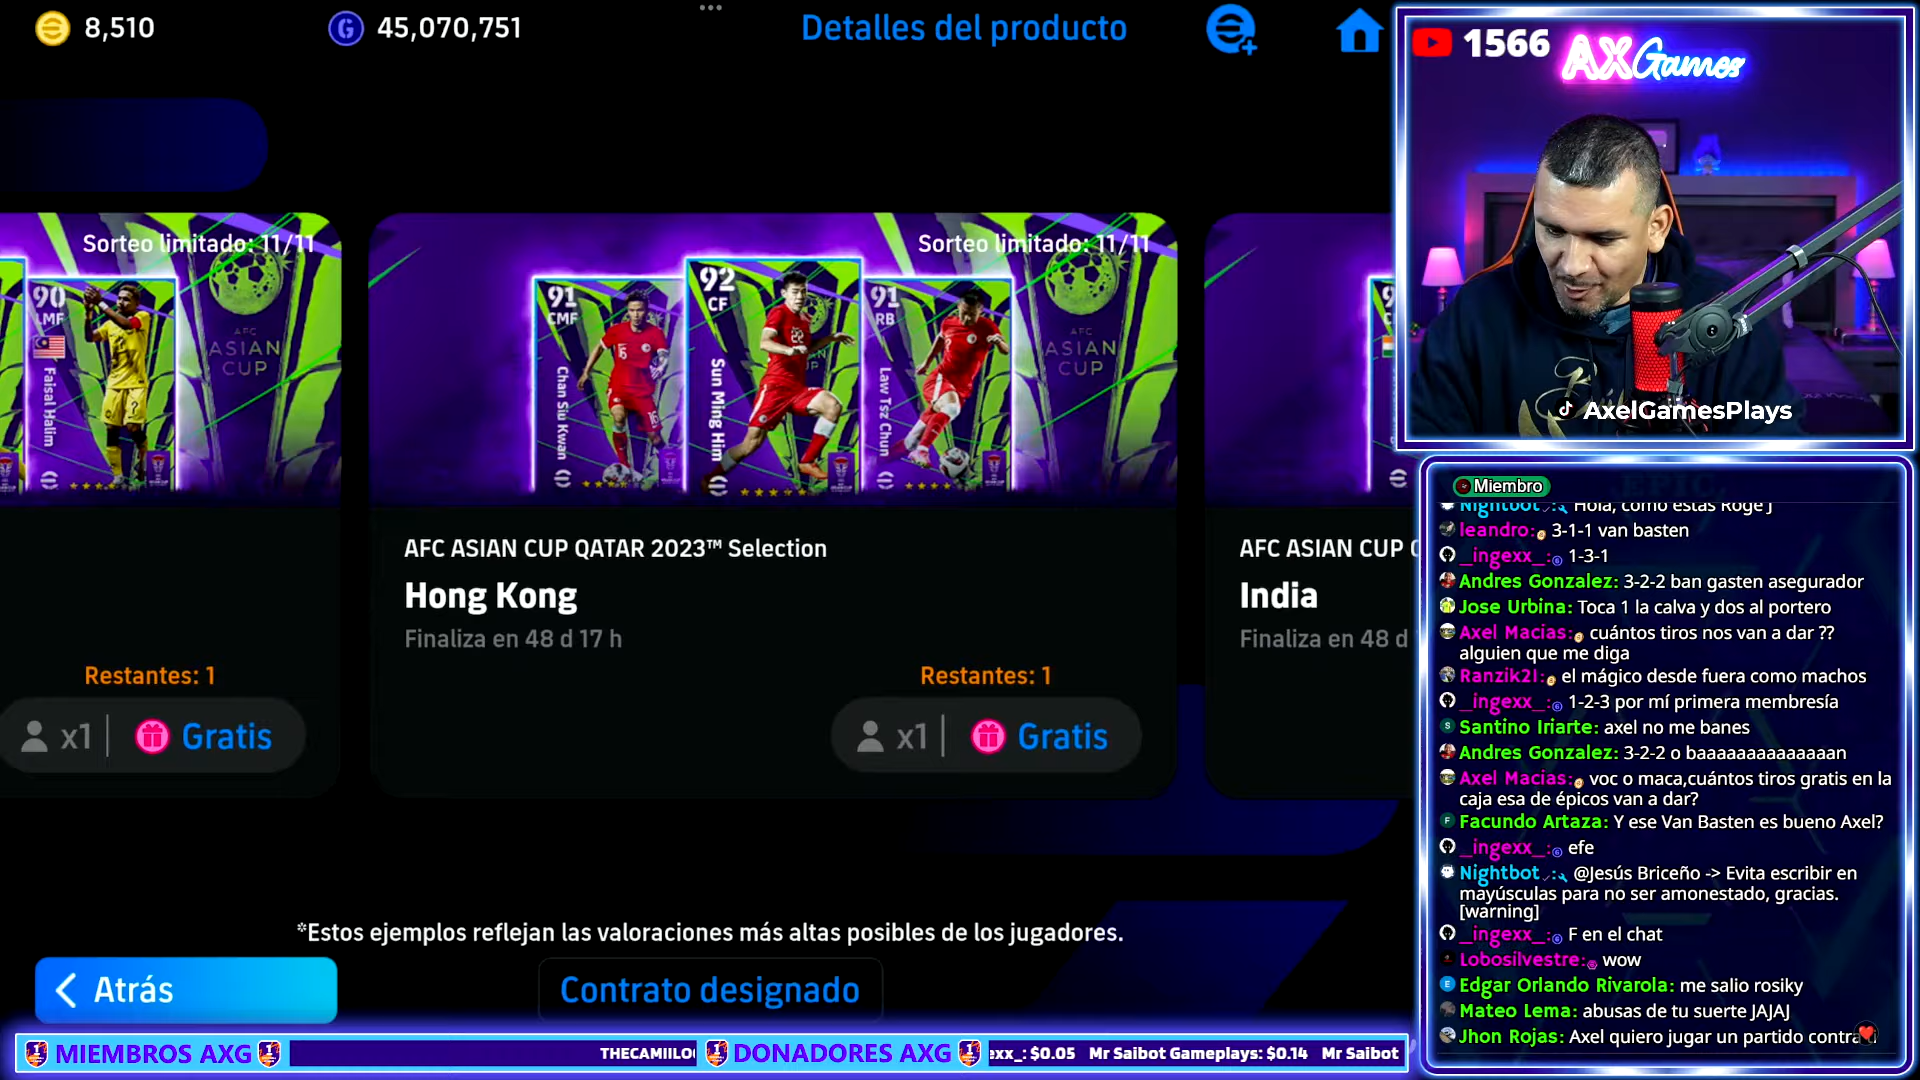 8,510
45,070,751
Detalles del producto
1566
AXGames
Sorteo limitado: 11/11
90
LMF
Faisal Halim
AFC
ASIAN
CUP
Sorteo limitado: 11/11
91
CMF
Chan Siu Kwan
92
CF
Sun Ming Him
91
RB
Law Tsz Chun
AFC
ASIAN
CUP
AxelGamesPlays
AFC ASIAN CUP QATAR 2023™ Selection
Hong Kong
Finaliza en 48 d 17 h
AFC ASIAN CUP
India
Finaliza en 48 d
Restantes: 1
x1
Gratis
Restantes: 1
x1
Gratis
*Estos ejemplos reflejan las valoraciones más altas posibles de los jugadores.
Atrás
Contrato designado
Miembro
Nightbot: Hola, como estas Roge J
leandro: 3-1-1 van basten
_ingexx_: 1-3-1
Andres Gonzalez: 3-2-2 ban gasten asegurador
Jose Urbina: Toca 1 la calva y dos al portero
Axel Macias: cuántos tiros nos van a dar ??
alguien que me diga
Ranzik21: el mágico desde fuera como machos
_ingexx_: 1-2-3 por mí primera membresía
Santino Iriarte: axel no me banes
Andres Gonzalez: 3-2-2 o baaaaaaaaaaaaaan
Axel Macias: voc o maca,cuántos tiros gratis en la
caja esa de épicos van a dar?
Facundo Artaza: Y ese Van Basten es bueno Axel?
_ingexx_: efe
Nightbot: @Jesús Briceño -> Evita escribir en
mayúsculas para no ser amonestado, gracias.
[warning]
_ingexx_: F en el chat
Lobosilvestre: wow
Edgar Orlando Rivarola: me salio rosiky
Mateo Lema: abusas de tu suerte JAJAJ
Jhon Rojas: Axel quiero jugar un partido contra
MIEMBROS AXG
THECAMIILO
DONADORES AXG
exx_: $0.05 Mr Saibot Gameplays: $0.14 Mr Saibot